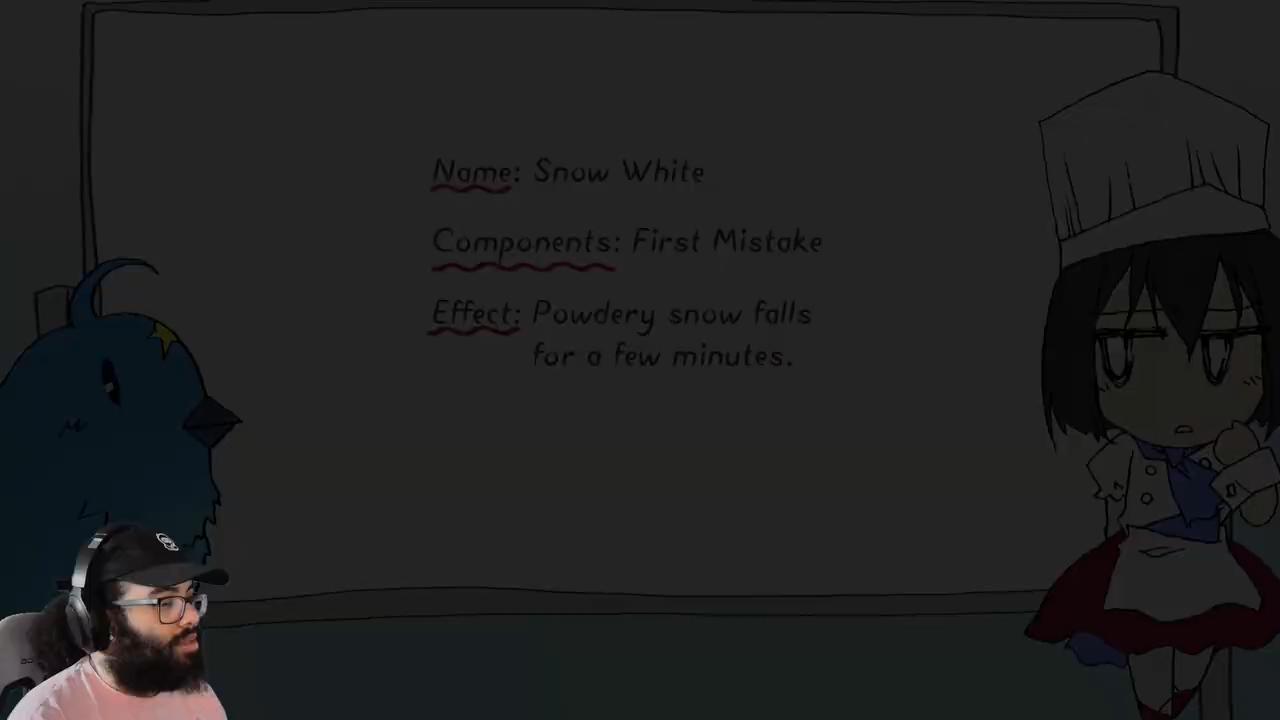 Name: Snow White
Components: First Mistake
Effect: Powdery snow falls
for a few minutes.